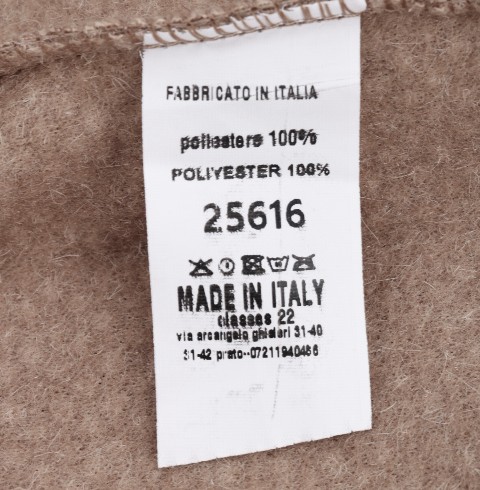 FABBRICATO IN ITALIA
poliestere 100%
POLIYESTER 100%
25616
MADE IN ITALY
classes 22
via arcangelo ghisleri 31-40
31-42 prato--07211940466